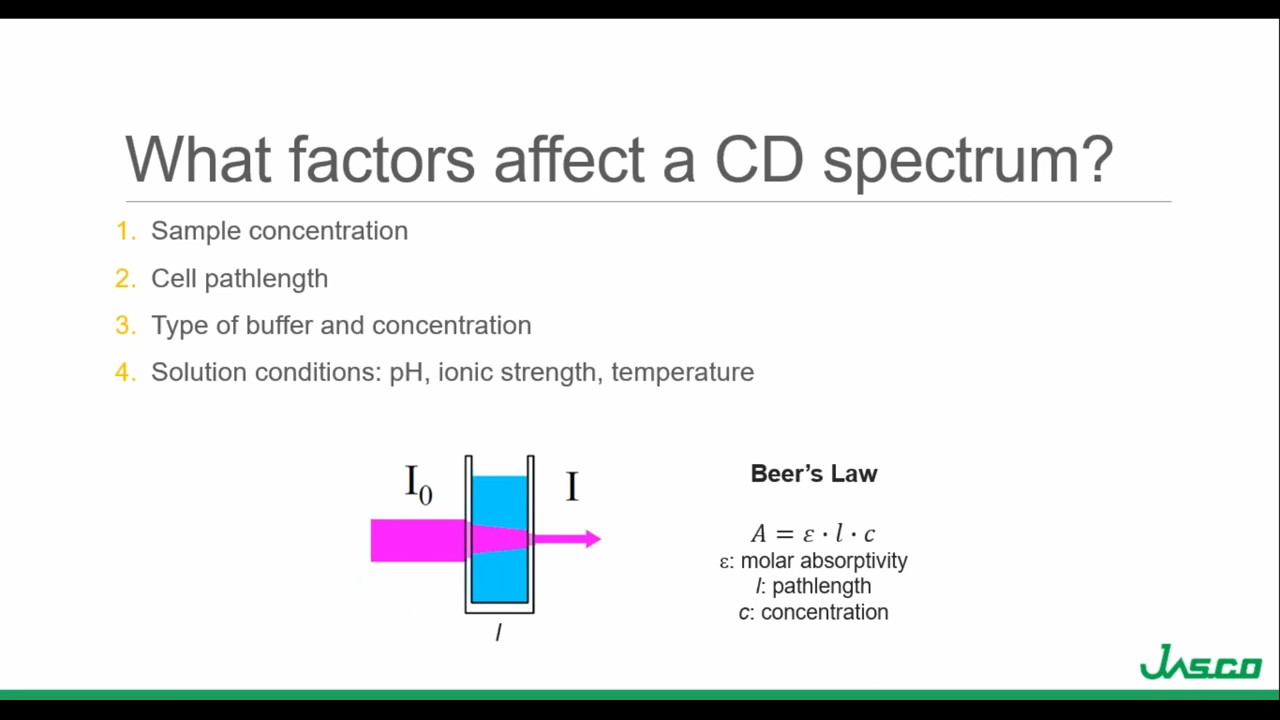 What factors affect a CD spectrum?
1. Sample concentration
2. Cell pathlength
3. Type of buffer and concentration
4. Solution conditions: pH, ionic strength, temperature
I₀
I
l
Beer’s Law
A = ε · l · c
ε: molar absorptivity
l: pathlength
c: concentration
JASCO